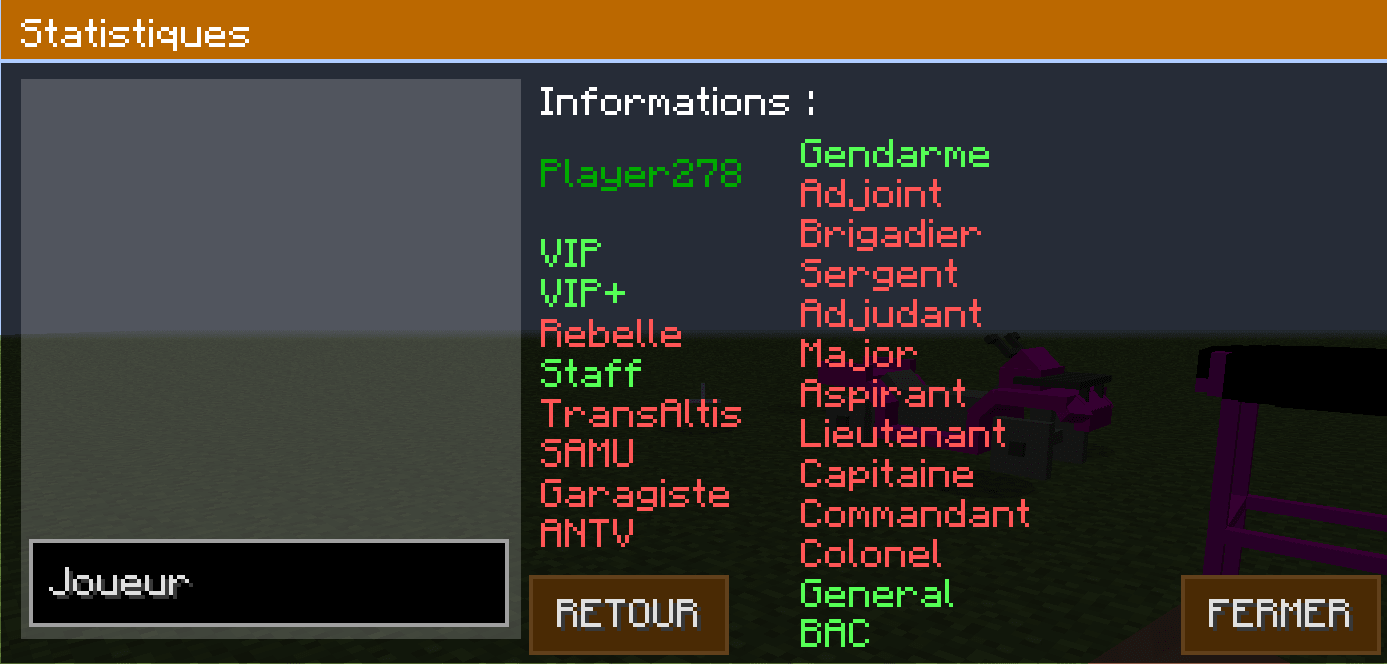 Statistiques
Informations :
Player278
VIP
VIP+
Rebelle
Staff
TransAltis
SAMU
Garagiste
ANTV
Gendarme
Adjoint
Brigadier
Sergent
Adjudant
Major
Aspirant
Lieutenant
Capitaine
Commandant
Colonel
General
BAC
Joueur
RETOUR
FERMER